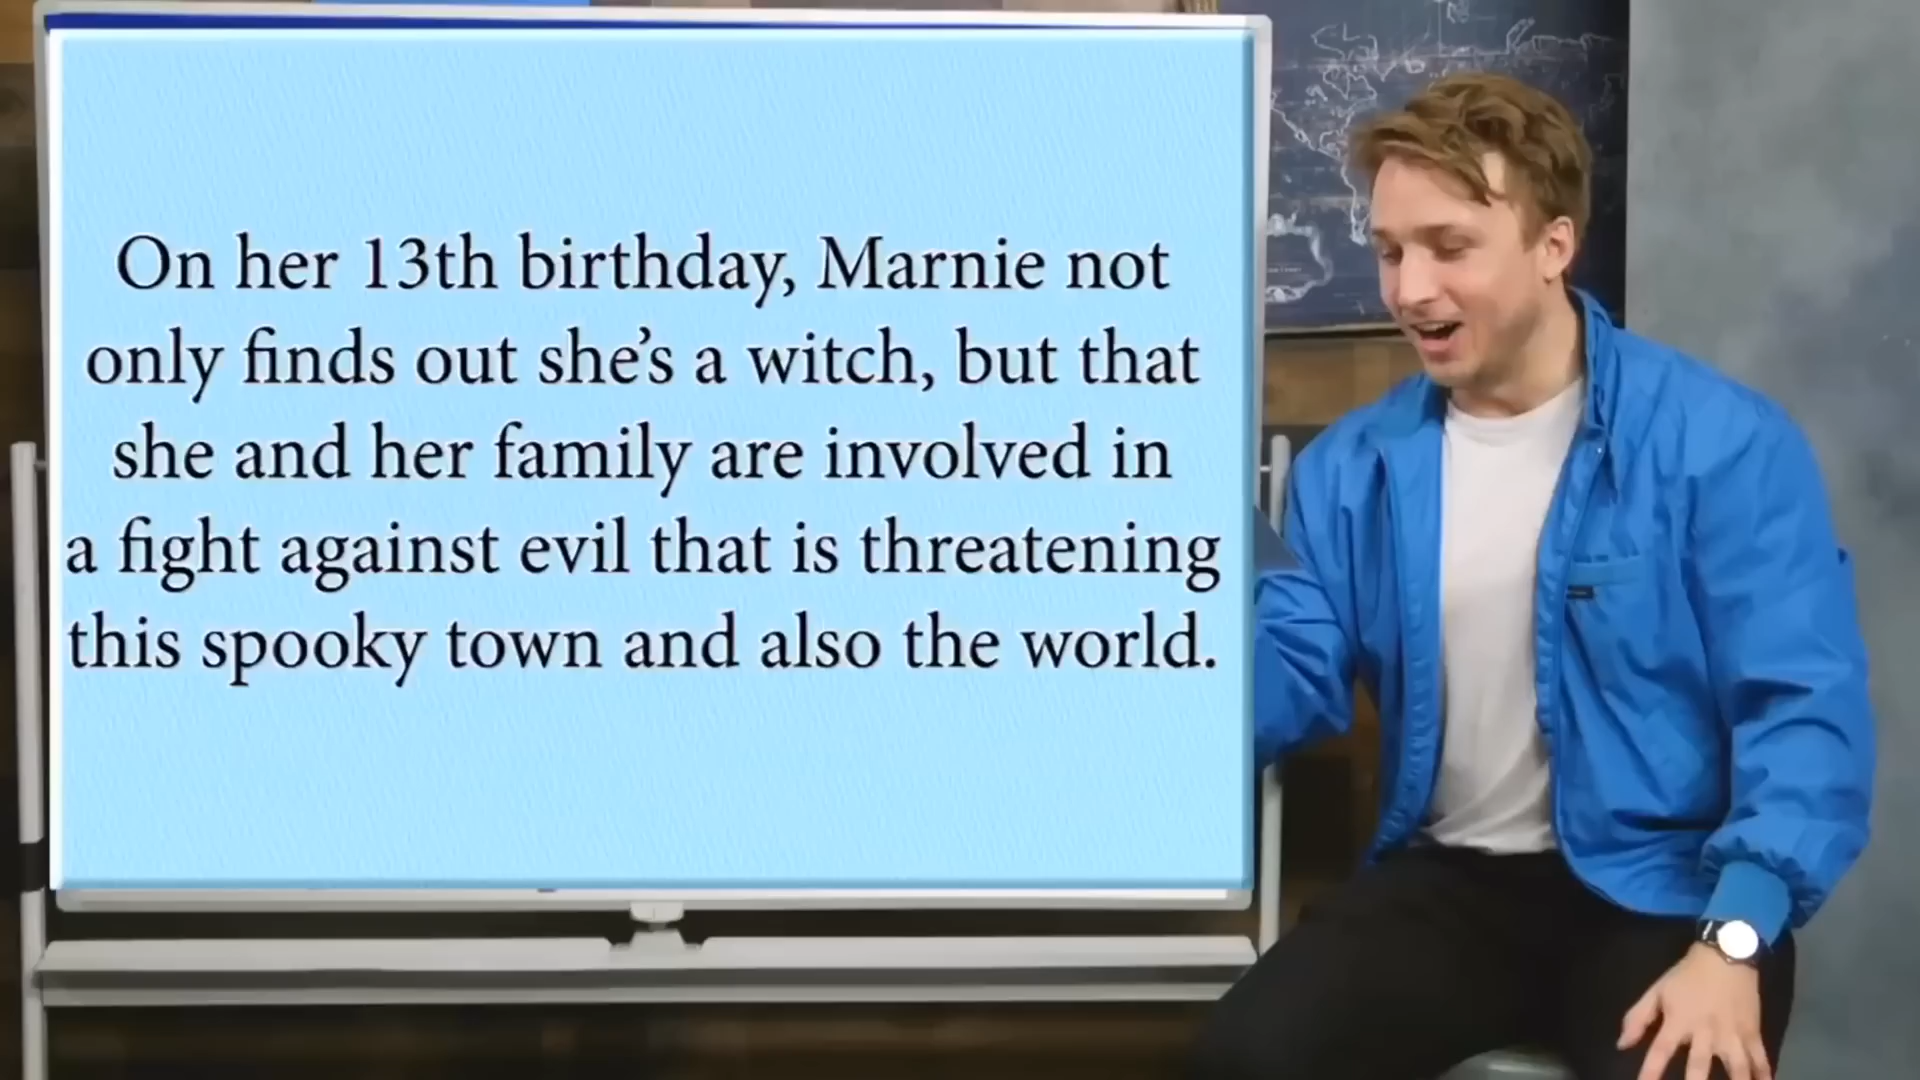 On her 13th birthday, Marnie not
only finds out she's a witch, but that
she and her family are involved in
a fight against evil that is threatening
this spooky town and also the world.